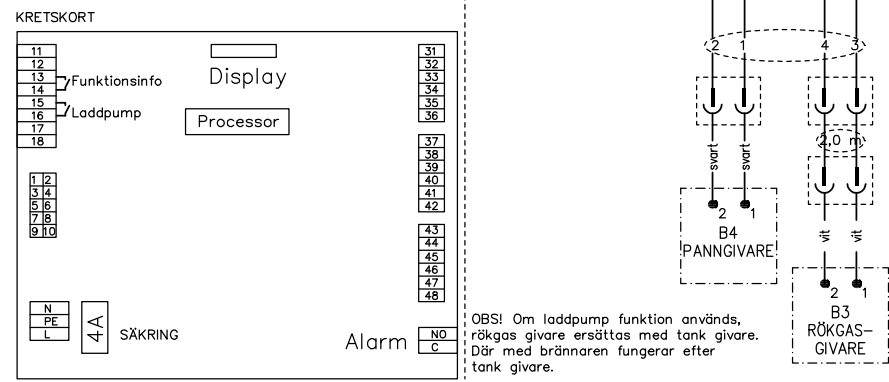 KRETSKORT
11
12
13
14
15
16
17
18
Funktionsinfo
Laddpump
Display
Processor
31
32
33
34
35
36
37
38
39
40
41
42
43
44
45
46
47
48
1 2
3 4
5 6
7 8
9 10
N
PE
L
4A
SÄKRING
Alarm
NO
C
2 1 4 3
2,0 m
svart
svart
2 1
B4
PANNGIVARE
vit
vit
2 1
B3
RÖKGAS-
GIVARE
OBS! Om laddpump funktion används,
rökgas givare ersättas med tank givare.
Där med brännaren fungerar efter
tank givare.